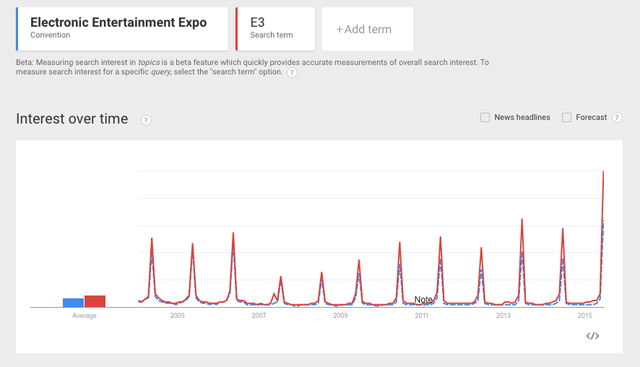 Electronic Entertainment Expo
Convention
E3
Search term
+Add term
Beta: Measuring search interest in topics is a beta feature which quickly provides accurate measurements of overall search interest. To
measure search interest for a specific query, select the "search term" option. ?
Interest over time ?
News headlines
Forecast ?
Note
Average
2005
2007
2009
2011
2013
2015
</>